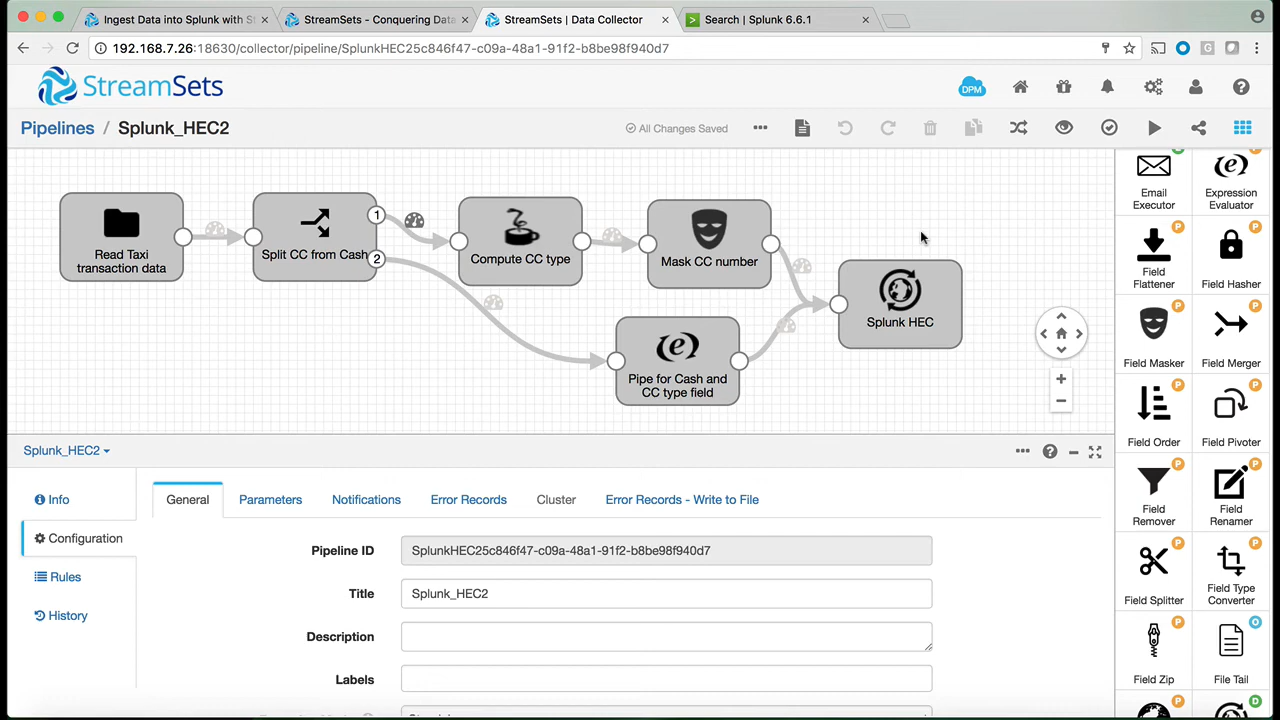 Ingest Data into Splunk with St
StreamSets - Conquering Data
StreamSets | Data Collector
Search | Splunk 6.6.1
192.168.7.26:18630/collector/pipeline/SplunkHEC25c846f47-c09a-48a1-91f2-b8be98f940d7
StreamSets
DPM
Pipelines / Splunk_HEC2
All Changes Saved
Read Taxi
transaction data
Split CC from Cash
1
2
Compute CC type
Mask CC number
Pipe for Cash and
CC type field
Splunk HEC
Email
Executor
Expression
Evaluator
Field
Flattener
Field Hasher
Field Masker
Field Merger
Field Order
Field Pivoter
Field
Remover
Field
Renamer
Field Splitter
Field Type
Converter
Field Zip
File Tail
Splunk_HEC2
Info
Configuration
Rules
History
General
Parameters
Notifications
Error Records
Cluster
Error Records - Write to File
Pipeline ID
SplunkHEC25c846f47-c09a-48a1-91f2-b8be98f940d7
Title
Splunk_HEC2
Description
Labels